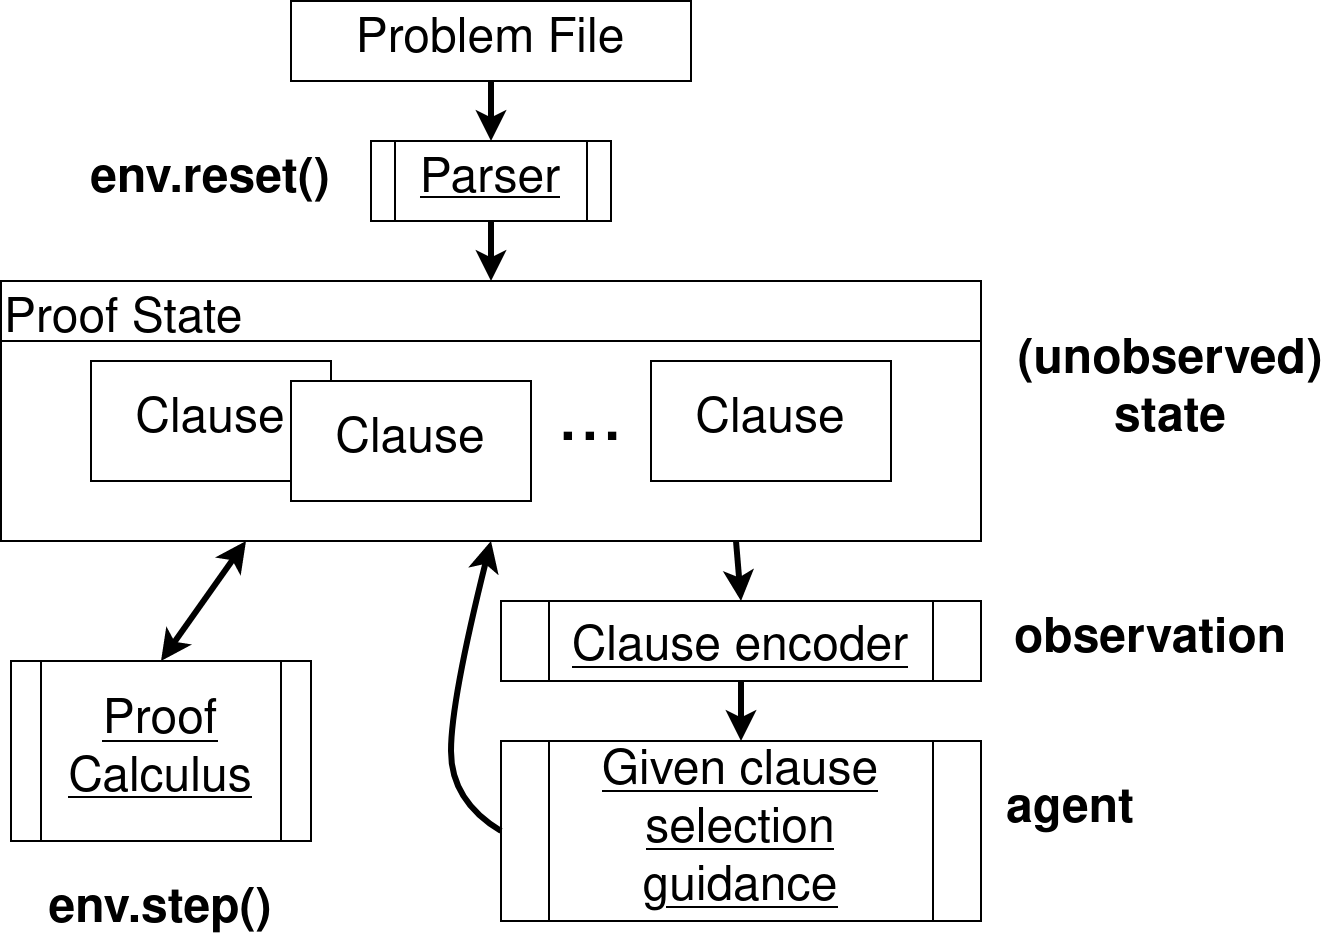 Problem File
env.reset()
Parser
Proof State
Clause
Clause
...
Clause
(unobserved)
state
Clause encoder
observation
Proof
Calculus
env.step()
Given clause
selection
guidance
agent